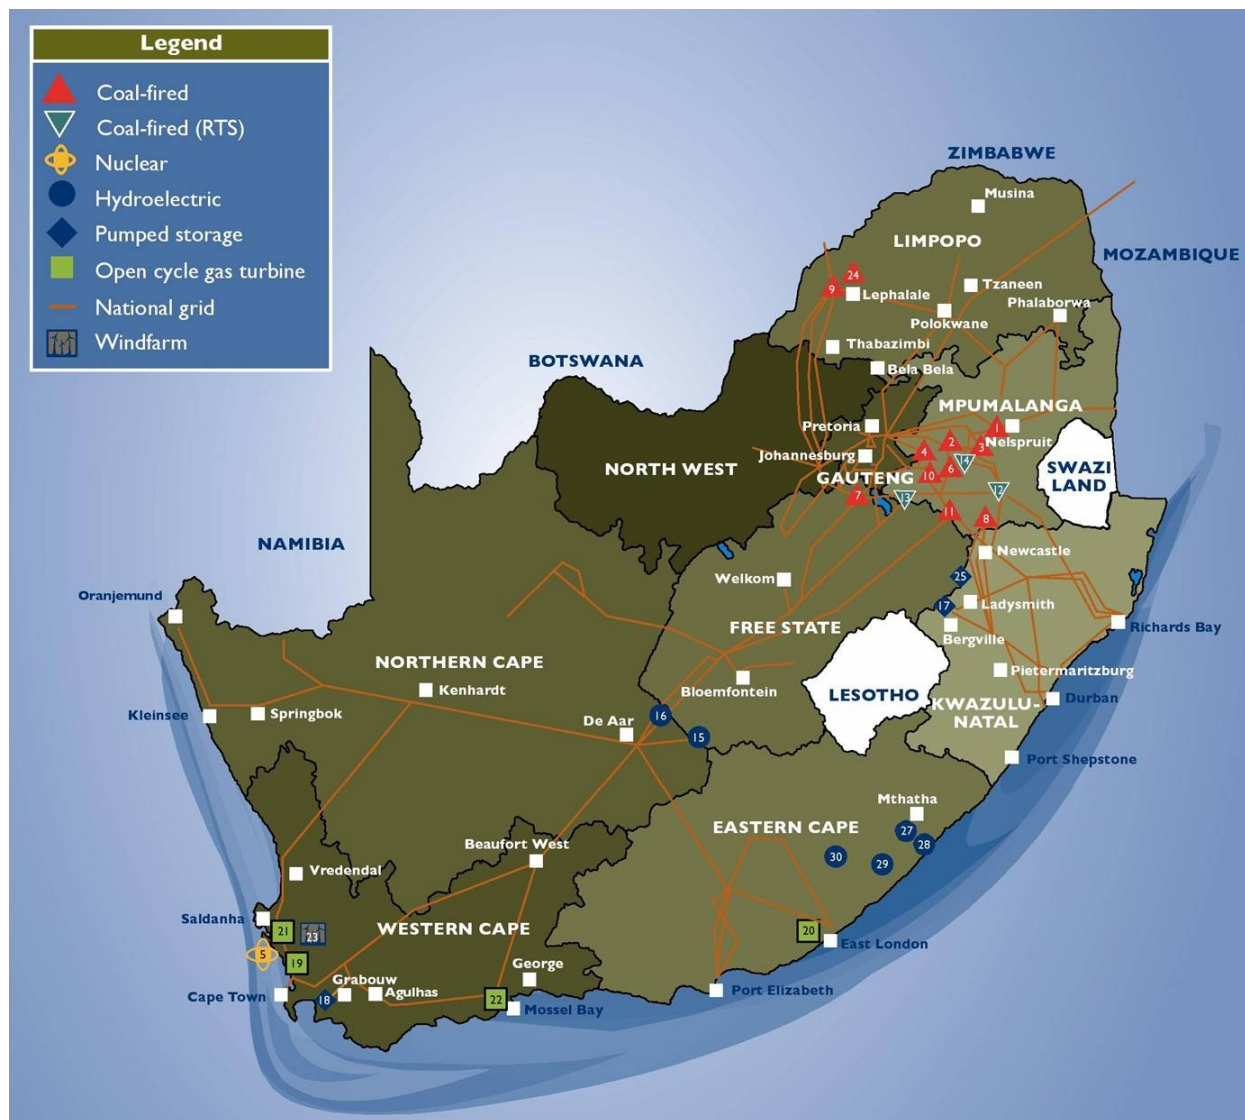 Legend
Coal-fired
Coal-fired (RTS)
Nuclear
Hydroelectric
Pumped storage
Open cycle gas turbine
National grid
Windfarm
ZIMBABWE
Musina
LIMPOPO
MOZAMBIQUE
24
9
Lephalale
Tzaneen
Phalaborwa
Polokwane
Thabazimbi
BOTSWANA
Bela Bela
MPUMALANGA
Pretoria
1
2
3
Nelspruit
4
Johannesburg
14
NORTH WEST
GAUTENG
6
10
SWAZI
LAND
7
13
12
11
8
NAMIBIA
Newcastle
Welkom
25
Oranjemund
17
Ladysmith
FREE STATE
Bergville
Richards Bay
NORTHERN CAPE
Pietermaritzburg
Kenhardt
Bloemfontein
LESOTHO
Durban
KWAZULU-
NATAL
Kleinsee
Springbok
De Aar
16
15
Port Shepstone
Mthatha
EASTERN CAPE
27
28
Beaufort West
30
29
Vredendal
Saldanha
21
23
WESTERN CAPE
20
East London
5
19
George
Cape Town
18
Grabouw
Agulhas
22
Mossel Bay
Port Elizabeth